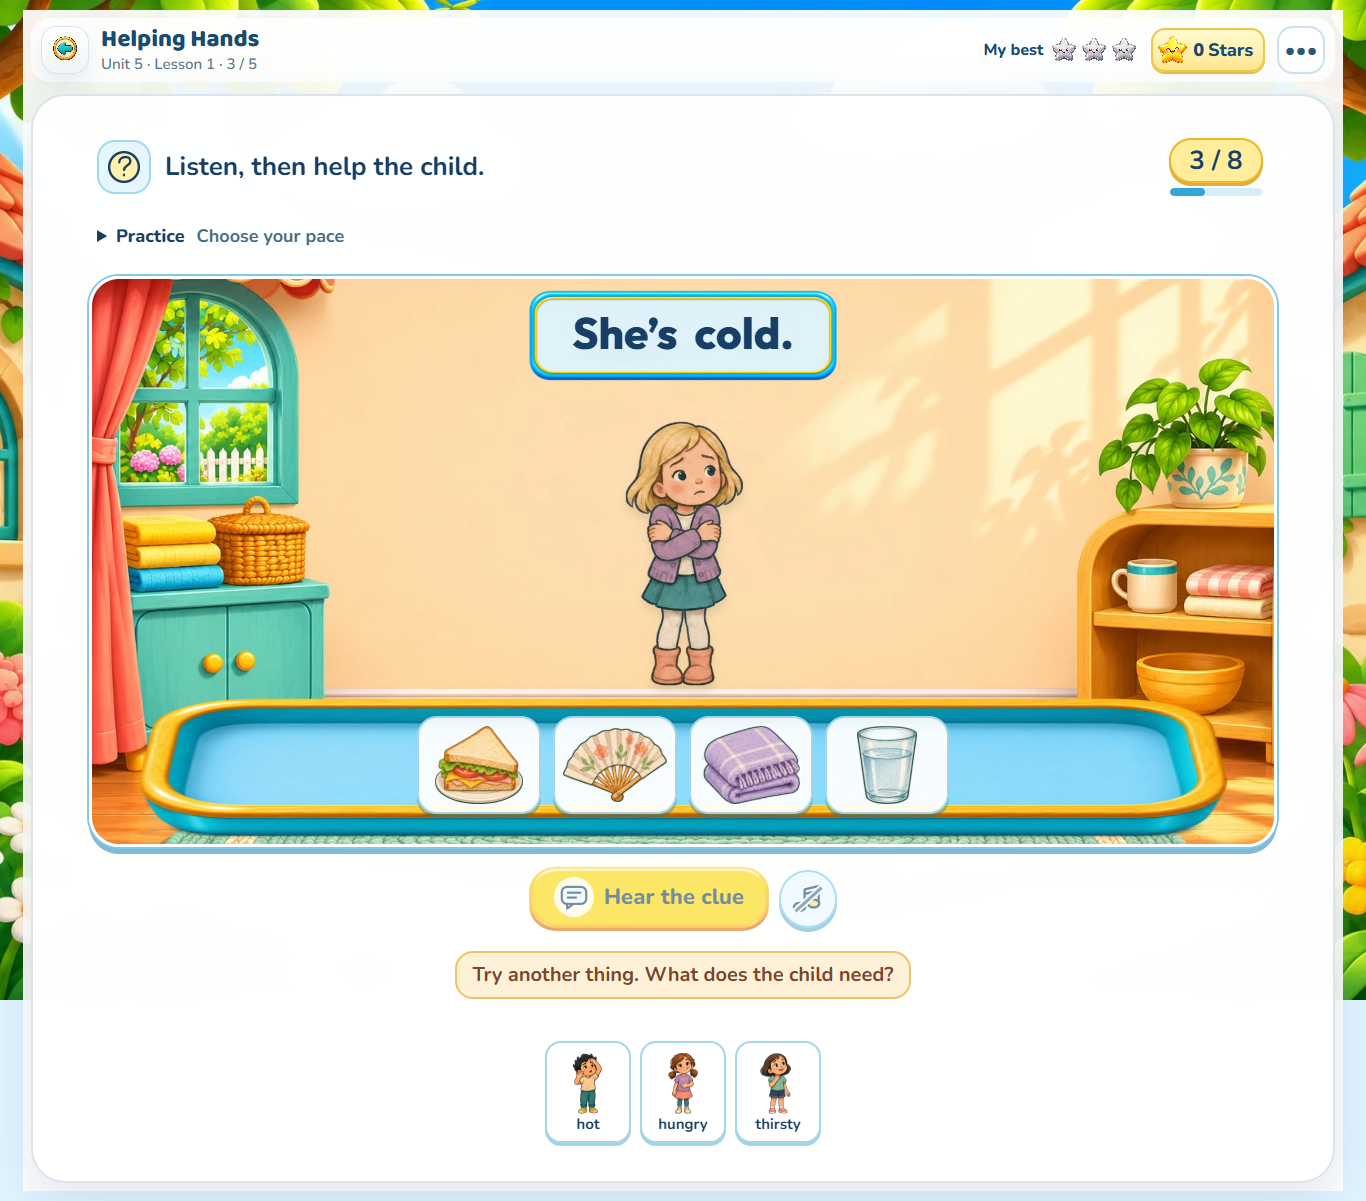 Helping Hands
Unit 5 · Lesson 1 · 3 / 5
My best
0 Stars
Listen, then help the child.
3 / 8
Practice Choose your pace
She's cold.
Hear the clue
Try another thing. What does the child need?
hot
hungry
thirsty